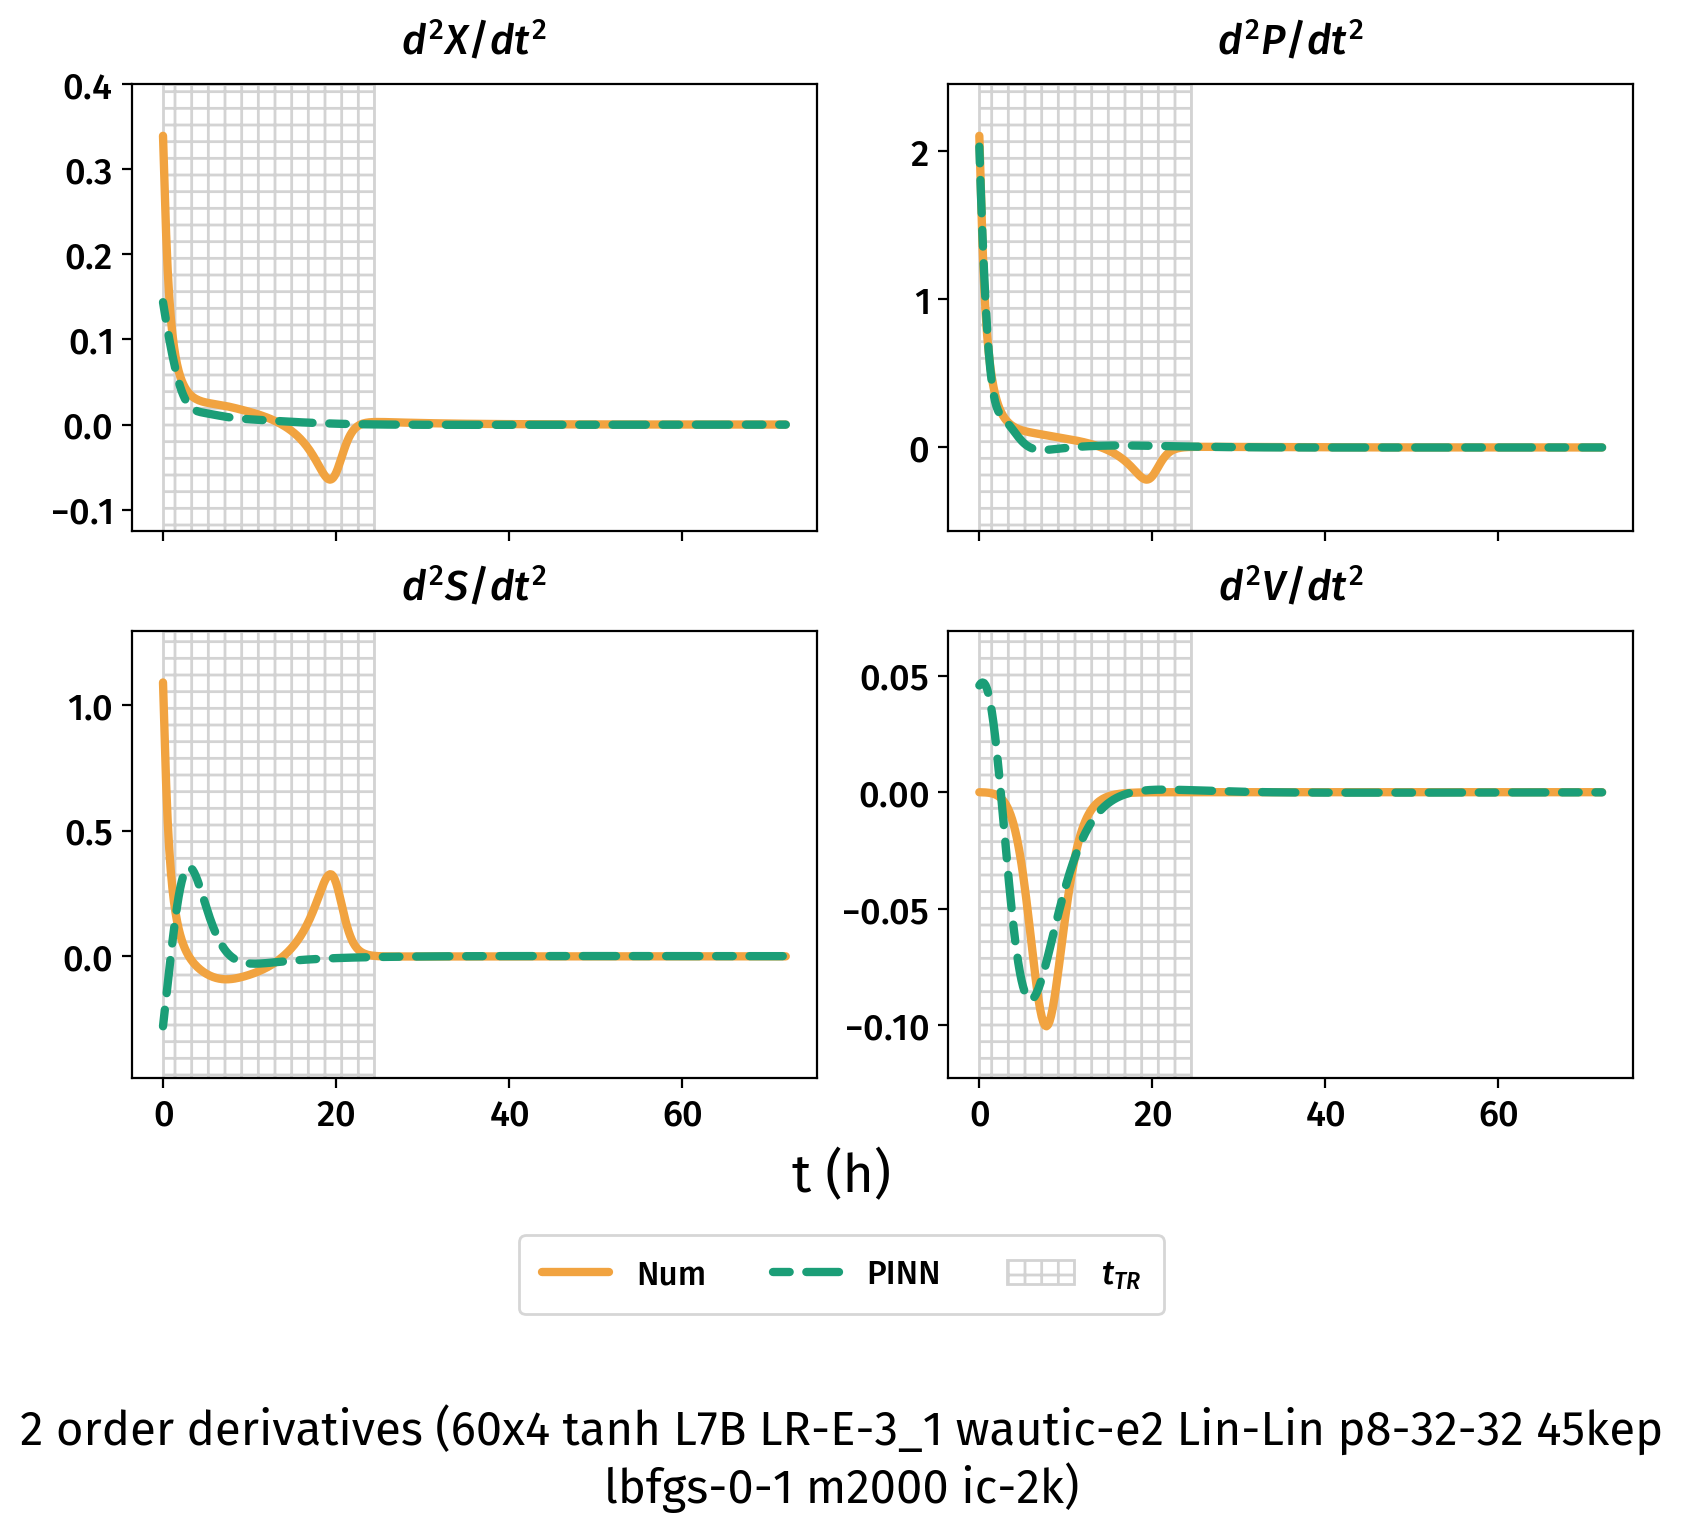 d²X/dt²
d²P/dt²
0.4
0.3
0.2
0.1
0.0
−0.1
2
1
0
d²S/dt²
d²V/dt²
1.0
0.5
0.0
0.05
0.00
−0.05
−0.10
0 20 40 60
0 20 40 60
t (h)
Num PINN t_TR
2 order derivatives (60x4 tanh L7B LR-E-3_1 wautic-e2 Lin-Lin p8-32-32 45kep
lbfgs-0-1 m2000 ic-2k)